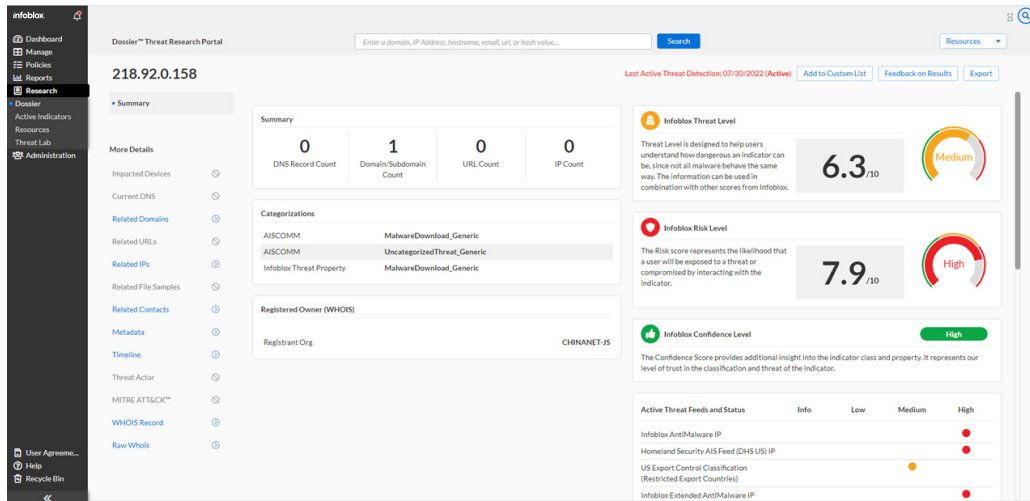 infoblox
Dashboard
Manage
Policies
Reports
Research
Dossier
Active Indicators
Resources
Threat Lab
Administration
User Agreeme...
Help
Recycle Bin
Dossier™ Threat Research Portal
Enter a domain, IP Address, hostname, email, url, or hash value...
Search
Resources
218.92.0.158
Last Active Threat Detection: 07/30/2022 (Active)
Add to Custom List
Feedback on Results
Export
Summary
More Details
Impacted Devices
Current DNS
Related Domains
Related URLs
Related IPs
Related File Samples
Related Contacts
Metadata
Timeline
Threat Actor
MITRE ATT&CK™
WHOIS Record
Raw Whois
Summary
0 1 0 0
DNS Record Count Domain/Subdomain URL Count IP Count
Count
Categorizations
AISCOMM MalwareDownload_Generic
AISCOMM UncategorizedThreat_Generic
Infoblox Threat Property MalwareDownload_Generic
Registered Owner (WHOIS)
Registrant Org CHINANET-JS
Infoblox Threat Level
Threat Level is designed to help users
understand how dangerous an indicator can
be, since not all malware behave the same
way. The information can be used in
combination with other scores from Infoblox.
6.3/10
Medium
Infoblox Risk Level
The Risk score represents the likelihood that
a user will be exposed to a threat or
compromised by interacting with the
indicator.
7.9/10
High
Infoblox Confidence Level
High
The Confidence Score provides additional insight into the indicator class and property. It represents our
level of trust in the classification and threat of the indicator.
Active Threat Feeds and Status Info Low Medium High
Infoblox AntiMalware IP
Homeland Security AIS Feed (DHS US) IP
US Export Control Classification
(Restricted Export Countries)
Infoblox Extended AntiMalware IP